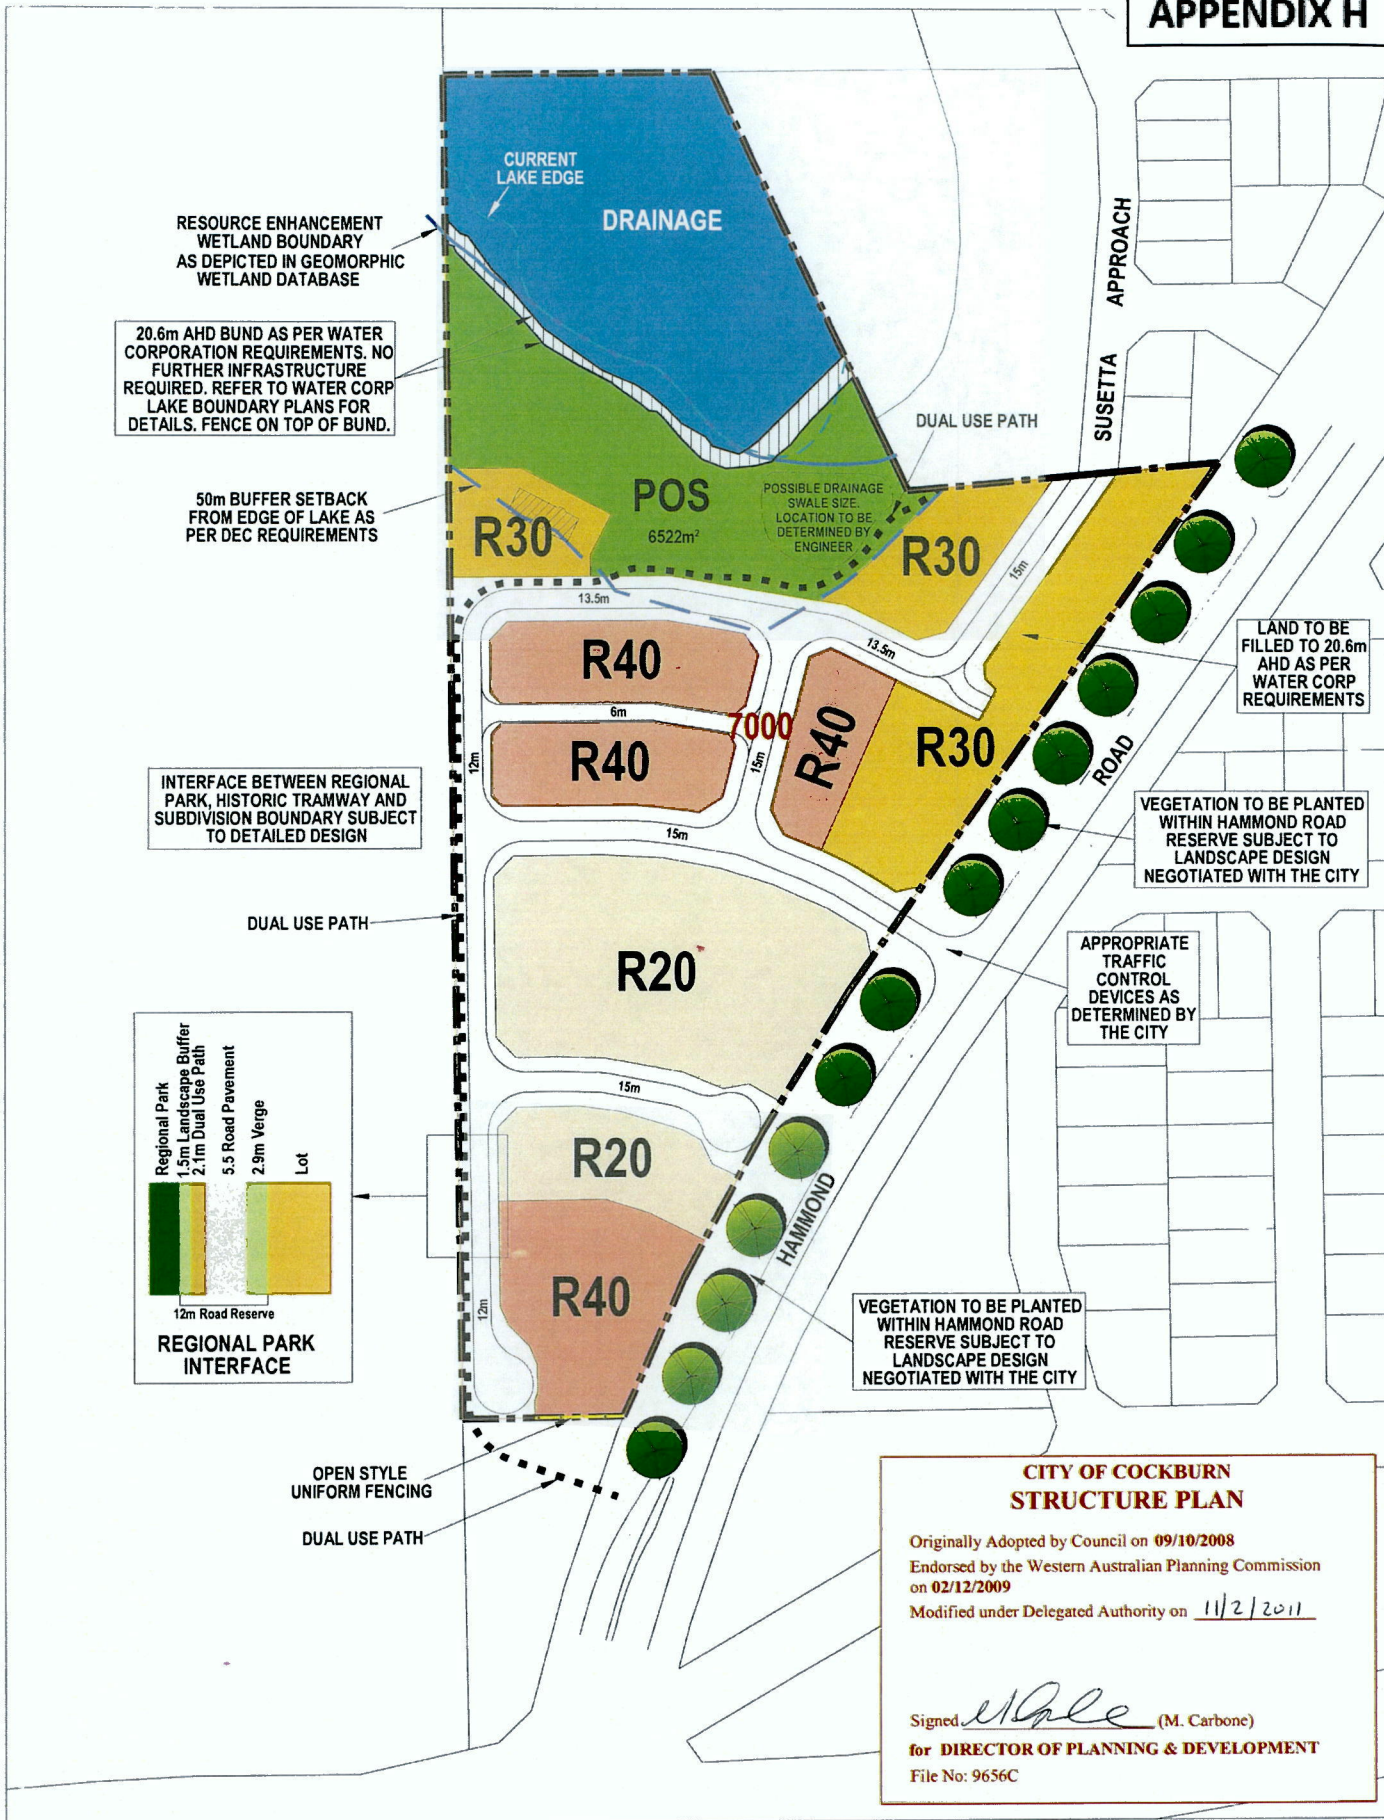 APPENDIX H
CURRENT
LAKE EDGE
DRAINAGE
RESOURCE ENHANCEMENT
WETLAND BOUNDARY
AS DEPICTED IN GEOMORPHIC
WETLAND DATABASE
20.6m AHD BUND AS PER WATER
CORPORATION REQUIREMENTS. NO
FURTHER INFRASTRUCTURE
REQUIRED. REFER TO WATER CORP
LAKE BOUNDARY PLANS FOR
DETAILS. FENCE ON TOP OF BUND.
SUSETTA APPROACH
DUAL USE PATH
50m BUFFER SETBACK
FROM EDGE OF LAKE AS
PER DEC REQUIREMENTS
R30
POS
6522m²
POSSIBLE DRAINAGE
SWALE SIZE.
LOCATION TO BE
DETERMINED BY
ENGINEER
R30
15m
13.5m
13.5m
LAND TO BE
FILLED TO 20.6m
AHD AS PER
WATER CORP
REQUIREMENTS
R40
6m
7000
R40
R40
R30
12m
15m
15m
ROAD
INTERFACE BETWEEN REGIONAL
PARK, HISTORIC TRAMWAY AND
SUBDIVISION BOUNDARY SUBJECT
TO DETAILED DESIGN
VEGETATION TO BE PLANTED
WITHIN HAMMOND ROAD
RESERVE SUBJECT TO
LANDSCAPE DESIGN
NEGOTIATED WITH THE CITY
DUAL USE PATH
R20
APPROPRIATE
TRAFFIC
CONTROL
DEVICES AS
DETERMINED BY
THE CITY
Regional Park
1.5m Landscape Buffer
2.1m Dual Use Path
5.5 Road Pavement
2.9m Verge
Lot
12m Road Reserve
REGIONAL PARK
INTERFACE
15m
R20
HAMMOND
R40
12m
VEGETATION TO BE PLANTED
WITHIN HAMMOND ROAD
RESERVE SUBJECT TO
LANDSCAPE DESIGN
NEGOTIATED WITH THE CITY
OPEN STYLE
UNIFORM FENCING
DUAL USE PATH
CITY OF COCKBURN
STRUCTURE PLAN
Originally Adopted by Council on 09/10/2008
Endorsed by the Western Australian Planning Commission
on 02/12/2009
Modified under Delegated Authority on 11/2/2011
Signed (M. Carbone)
for DIRECTOR OF PLANNING & DEVELOPMENT
File No: 9656C